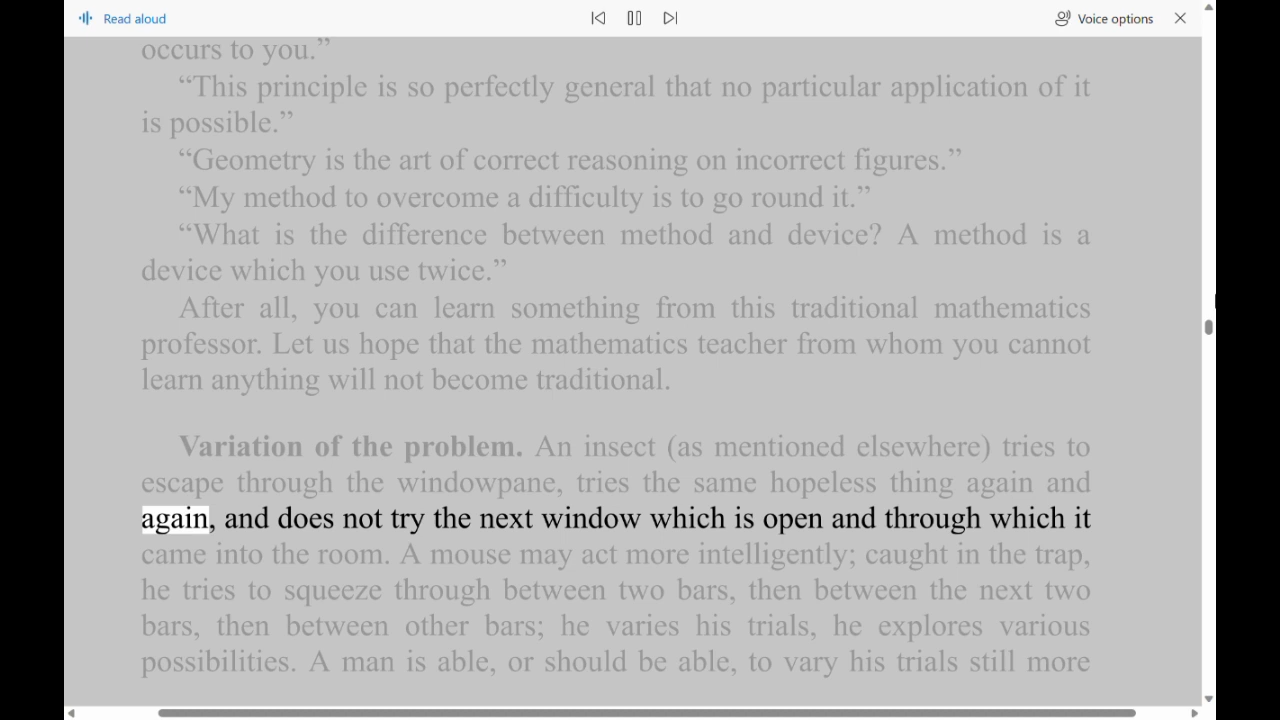 Read aloud
Voice options
occurs to you.”
“This principle is so perfectly general that no particular application of it
is possible.”
“Geometry is the art of correct reasoning on incorrect figures.”
“My method to overcome a difficulty is to go round it.”
“What is the difference between method and device? A method is a
device which you use twice.”
After all, you can learn something from this traditional mathematics
professor. Let us hope that the mathematics teacher from whom you cannot
learn anything will not become traditional.
Variation of the problem. An insect (as mentioned elsewhere) tries to
escape through the windowpane, tries the same hopeless thing again and
again, and does not try the next window which is open and through which it
came into the room. A mouse may act more intelligently; caught in the trap,
he tries to squeeze through between two bars, then between the next two
bars, then between other bars; he varies his trials, he explores various
possibilities. A man is able, or should be able, to vary his trials still more